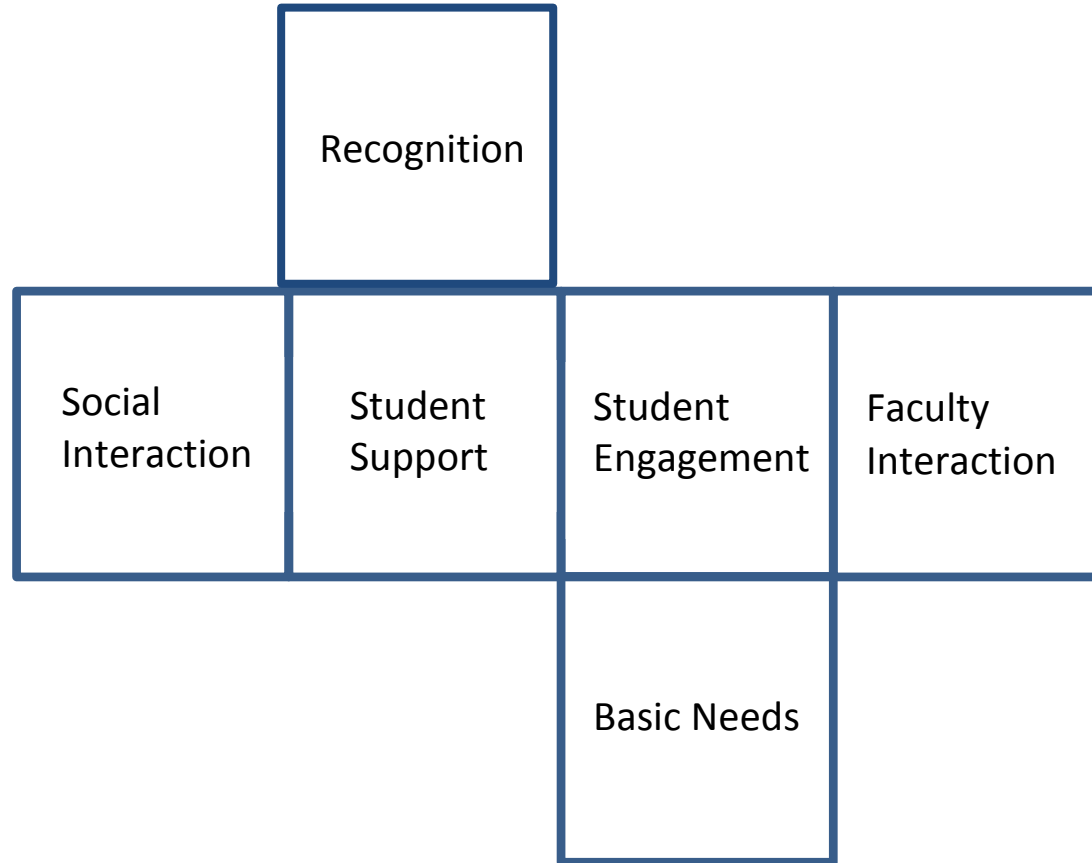 Recognition
Social
Interaction
Student
Support
Student
Engagement
Faculty
Interaction
Basic Needs